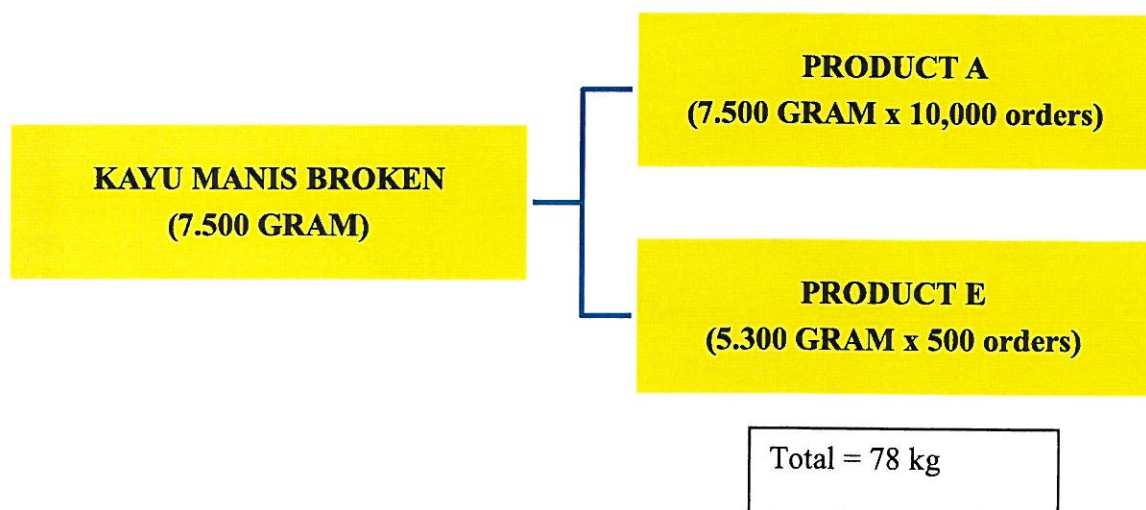 KAYU MANIS BROKEN
(7.500 GRAM)
PRODUCT A
(7.500 GRAM x 10,000 orders)
PRODUCT E
(5.300 GRAM x 500 orders)
Total = 78 kg